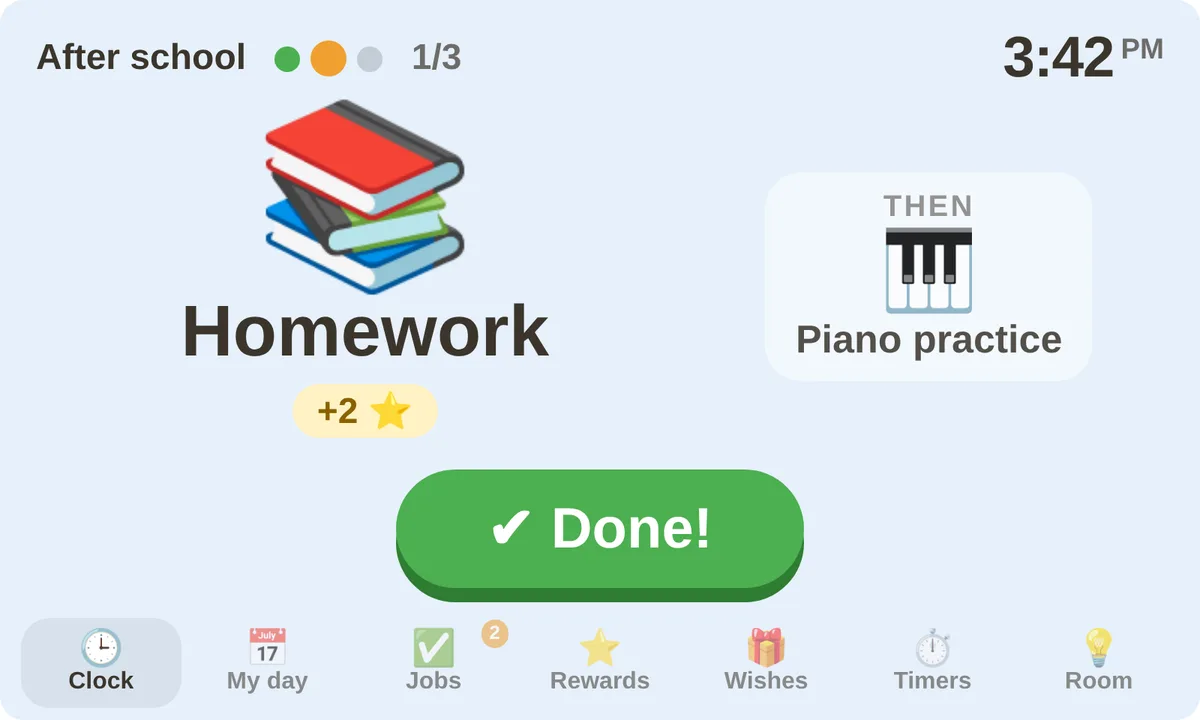 After school 1/3
3:42 PM
Homework
+2
THEN
Piano practice
✔ Done!
Clock
July
17
My day
2
Jobs
Rewards
Wishes
Timers
Room